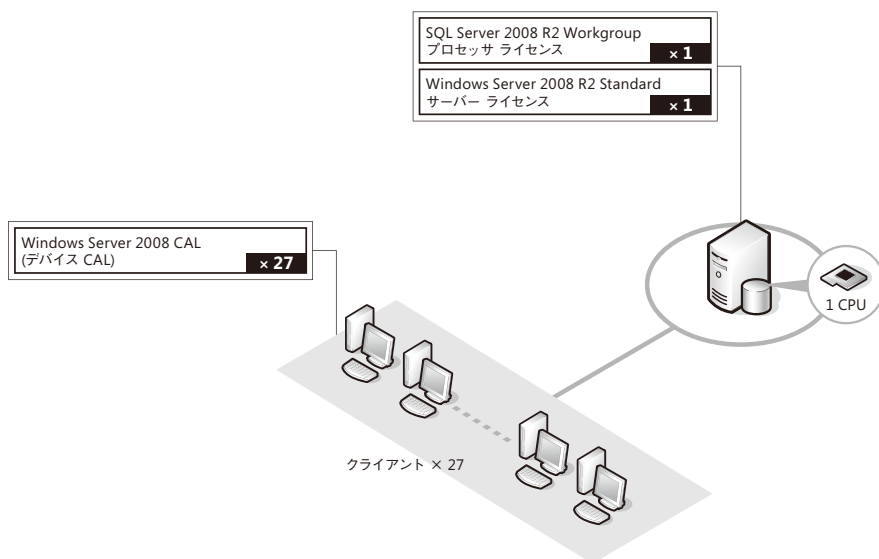 SQL Server 2008 R2 Workgroup
プロセッサ ライセンス
× 1
Windows Server 2008 R2 Standard
サーバー ライセンス
× 1
Windows Server 2008 CAL
(デバイス CAL)
× 27
1 CPU
クライアント × 27